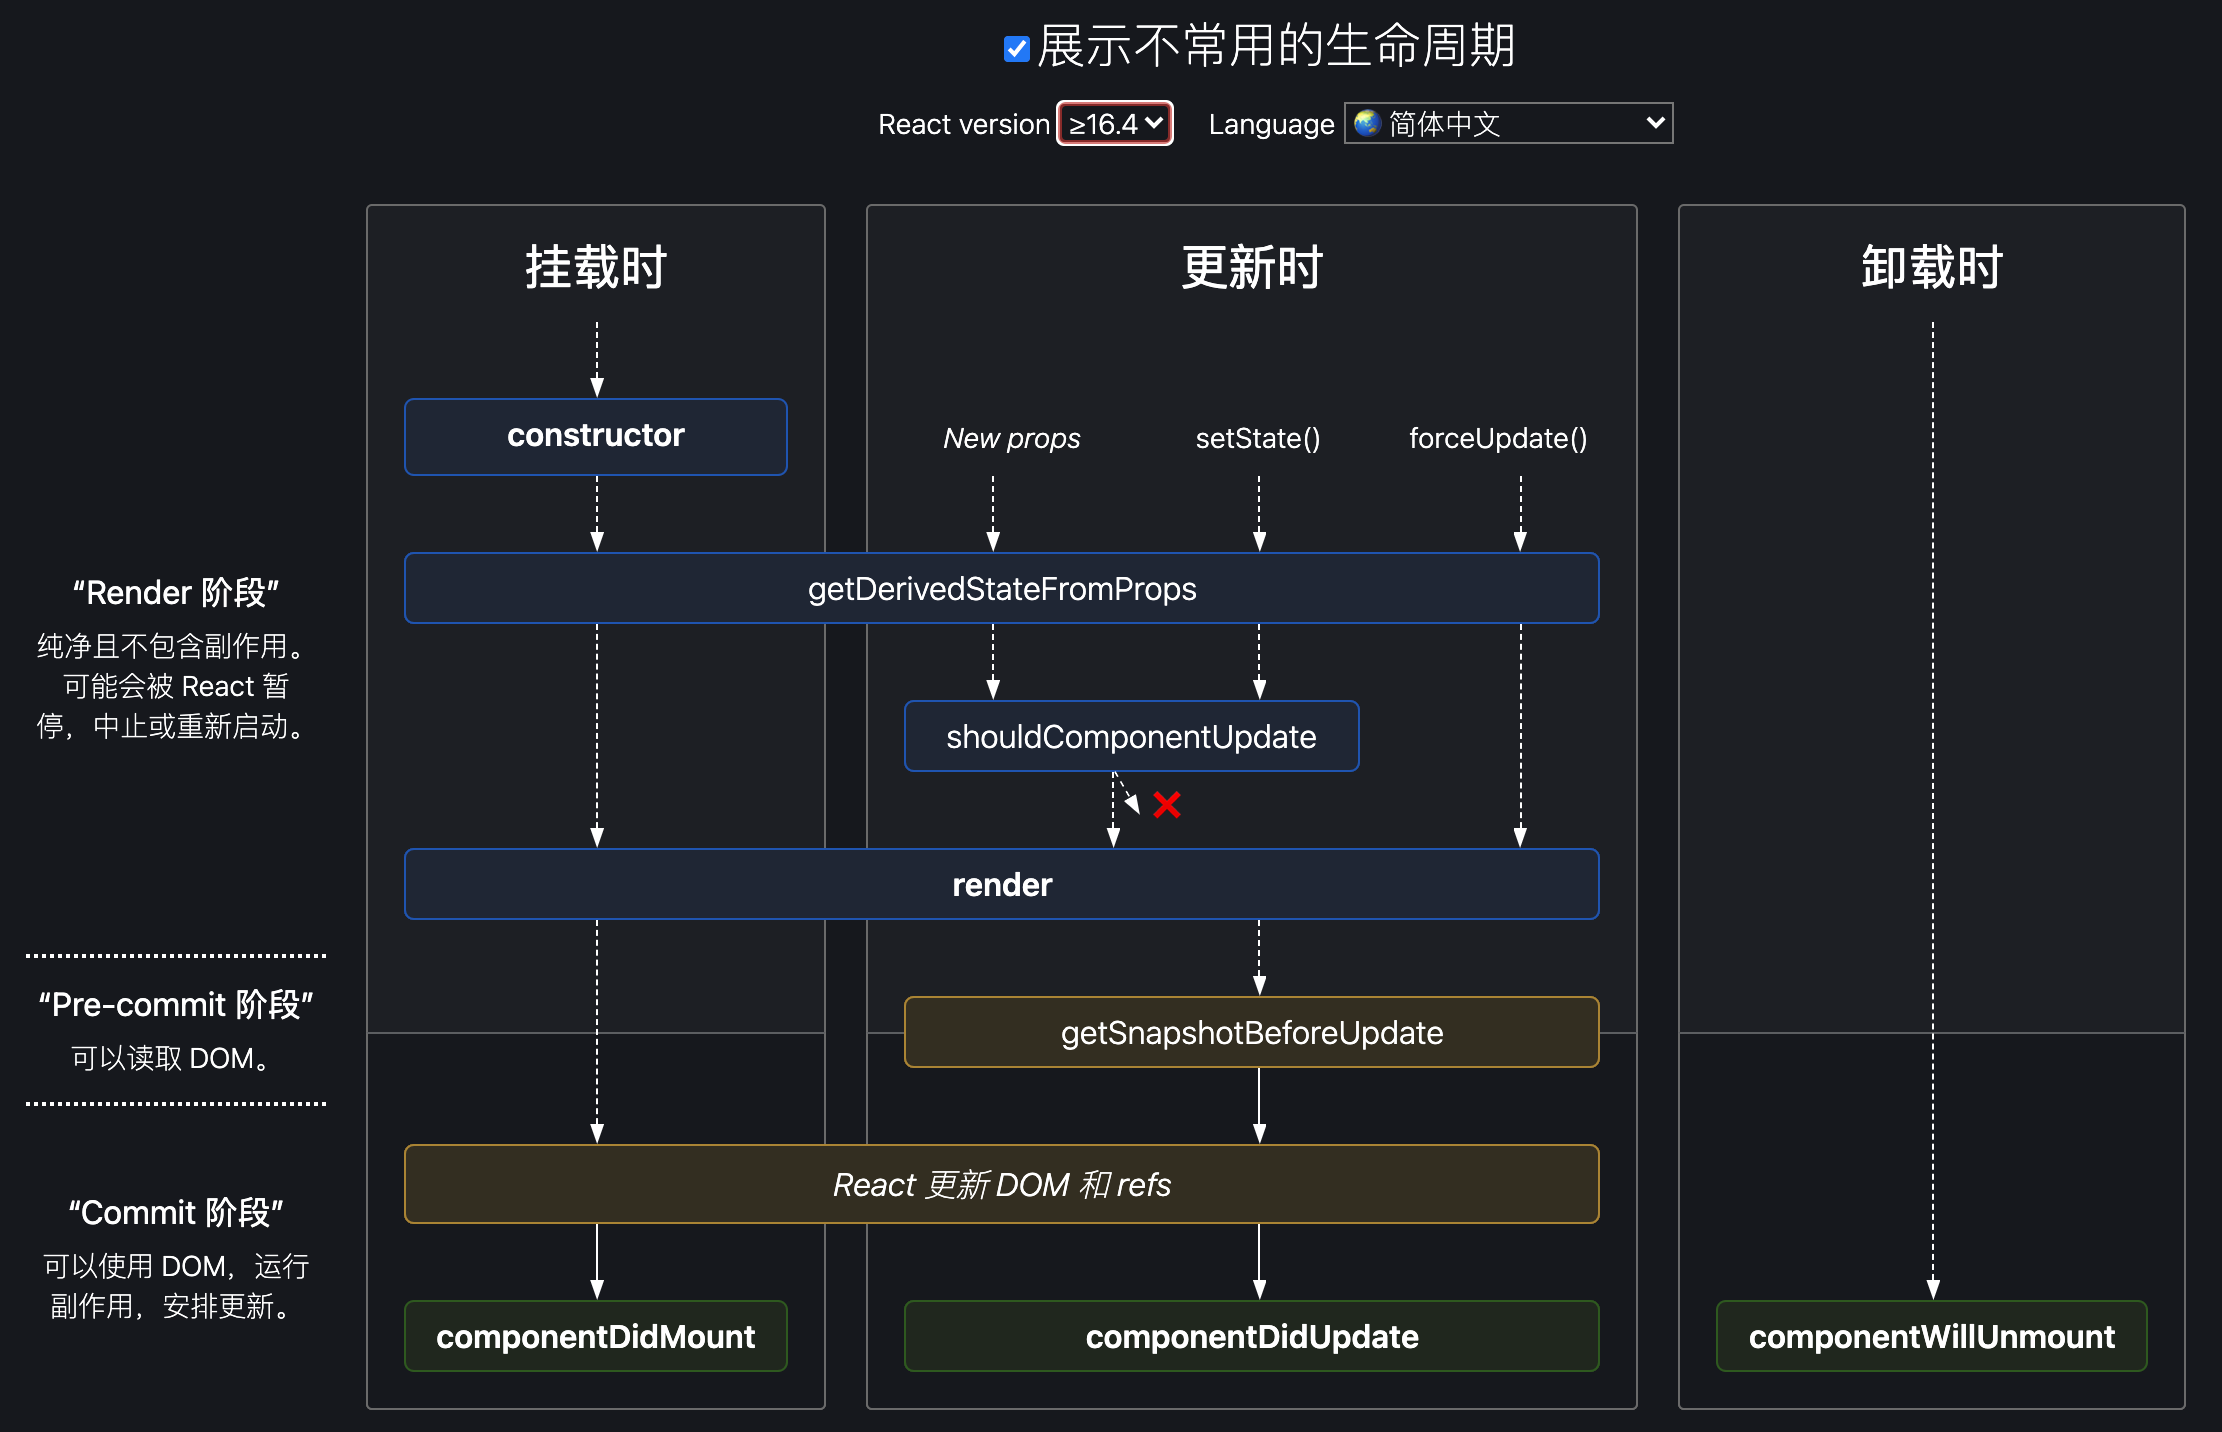 展示不常用的生命周期
React version ≥16.4 Language 简体中文
挂载时
更新时
卸载时
constructor
New props
setState()
forceUpdate()
getDerivedStateFromProps
“Render 阶段”
纯净且不包含副作用。
可能会被 React 暂
停，中止或重新启动。
shouldComponentUpdate
render
“Pre-commit 阶段”
可以读取 DOM。
getSnapshotBeforeUpdate
React 更新 DOM 和 refs
“Commit 阶段”
可以使用 DOM，运行
副作用，安排更新。
componentDidMount
componentDidUpdate
componentWillUnmount